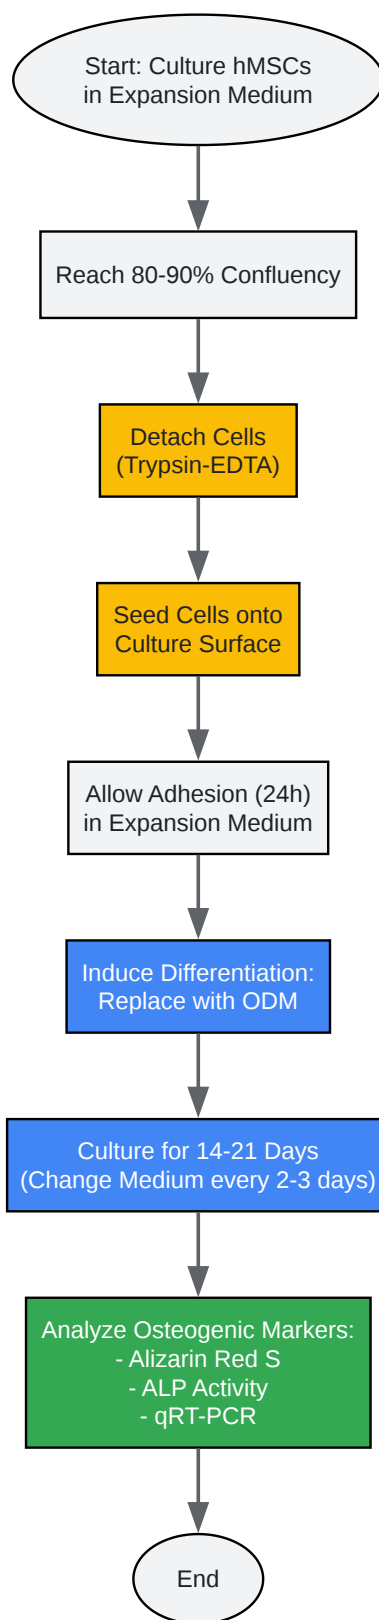 Start: Culture hMSCs
in Expansion Medium
Reach 80-90% Confluency
Detach Cells
(Trypsin-EDTA)
Seed Cells onto
Culture Surface
Allow Adhesion (24h)
in Expansion Medium
Induce Differentiation:
Replace with ODM
Culture for 14-21 Days
(Change Medium every 2-3 days)
Analyze Osteogenic Markers:
- Alizarin Red S
- ALP Activity
- qRT-PCR
End